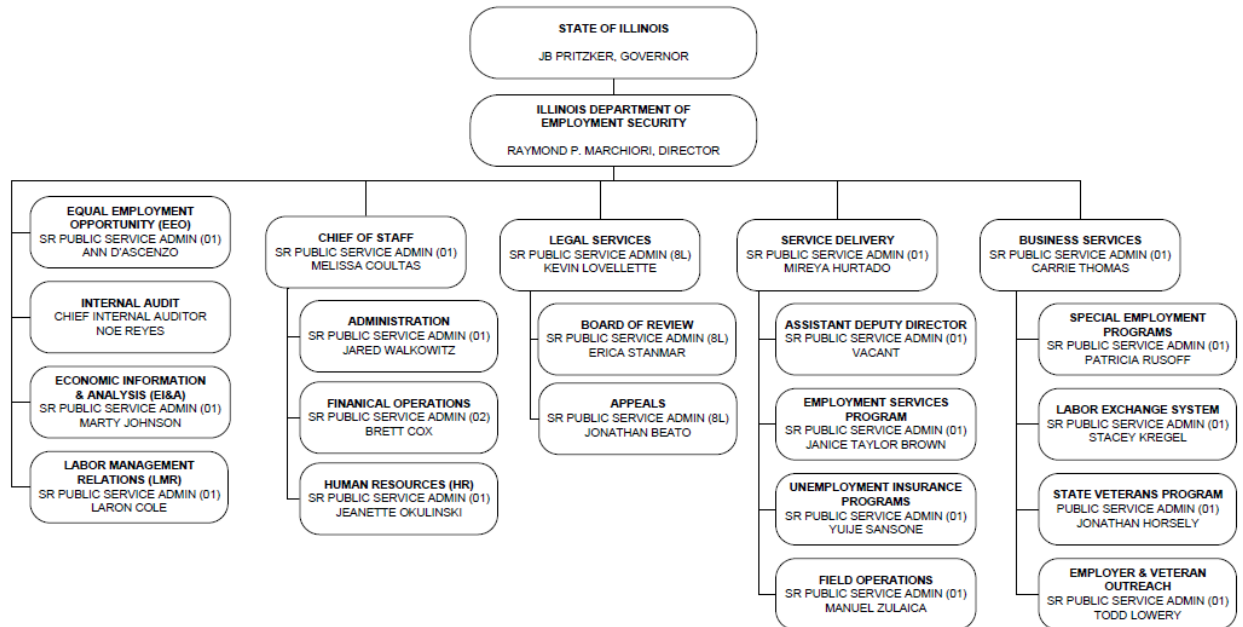 STATE OF ILLINOIS
JB PRITZKER, GOVERNOR
ILLINOIS DEPARTMENT OF
EMPLOYMENT SECURITY
RAYMOND P. MARCHIORI, DIRECTOR
EQUAL EMPLOYMENT
OPPORTUNITY (EEO)
SR PUBLIC SERVICE ADMIN (01)
ANN D'ASCENZO
INTERNAL AUDIT
CHIEF INTERNAL AUDITOR
NOE REYES
ECONOMIC INFORMATION
& ANALYSIS (EI&A)
SR PUBLIC SERVICE ADMIN (01)
MARTY JOHNSON
LABOR MANAGEMENT
RELATIONS (LMR)
SR PUBLIC SERVICE ADMIN (01)
LARON COLE
CHIEF OF STAFF
SR PUBLIC SERVICE ADMIN (01)
MELISSA COULTAS
ADMINISTRATION
SR PUBLIC SERVICE ADMIN (01)
JARED WALKOWITZ
FINANICAL OPERATIONS
SR PUBLIC SERVICE ADMIN (02)
BRETT COX
HUMAN RESOURCES (HR)
SR PUBLIC SERVICE ADMIN (01)
JEANETTE OKULINSKI
LEGAL SERVICES
SR PUBLIC SERVICE ADMIN (8L)
KEVIN LOVELLETTE
BOARD OF REVIEW
SR PUBLIC SERVICE ADMIN (8L)
ERICA STANMAR
APPEALS
SR PUBLIC SERVICE ADMIN (8L)
JONATHAN BEATO
SERVICE DELIVERY
SR PUBLIC SERVICE ADMIN (01)
MIREYA HURTADO
ASSISTANT DEPUTY DIRECTOR
SR PUBLIC SERVICE ADMIN (01)
VACANT
EMPLOYMENT SERVICES
PROGRAM
SR PUBLIC SERVICE ADMIN (01)
JANICE TAYLOR BROWN
UNEMPLOYMENT INSURANCE
PROGRAMS
SR PUBLIC SERVICE ADMIN (01)
YUIJE SANSONE
FIELD OPERATIONS
SR PUBLIC SERVICE ADMIN (01)
MANUEL ZULAICA
BUSINESS SERVICES
SR PUBLIC SERVICE ADMIN (01)
CARRIE THOMAS
SPECIAL EMPLOYMENT
PROGRAMS
SR PUBLIC SERVICE ADMIN (01)
PATRICIA RUSOFF
LABOR EXCHANGE SYSTEM
SR PUBLIC SERVICE ADMIN (01)
STACEY KREGEL
STATE VETERANS PROGRAM
PUBLIC SERVICE ADMIN (01)
JONATHAN HORSELY
EMPLOYER & VETERAN
OUTREACH
SR PUBLIC SERVICE ADMIN (01)
TODD LOWERY